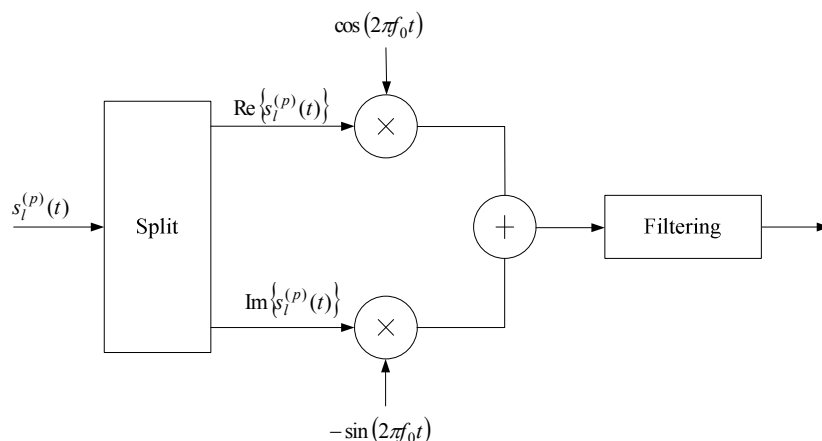 cos(2πf₀t)
Re{s_l^{(p)}(t)}
×
s_l^{(p)}(t)
Split
+
Filtering
Im{s_l^{(p)}(t)}
×
−sin(2πf₀t)